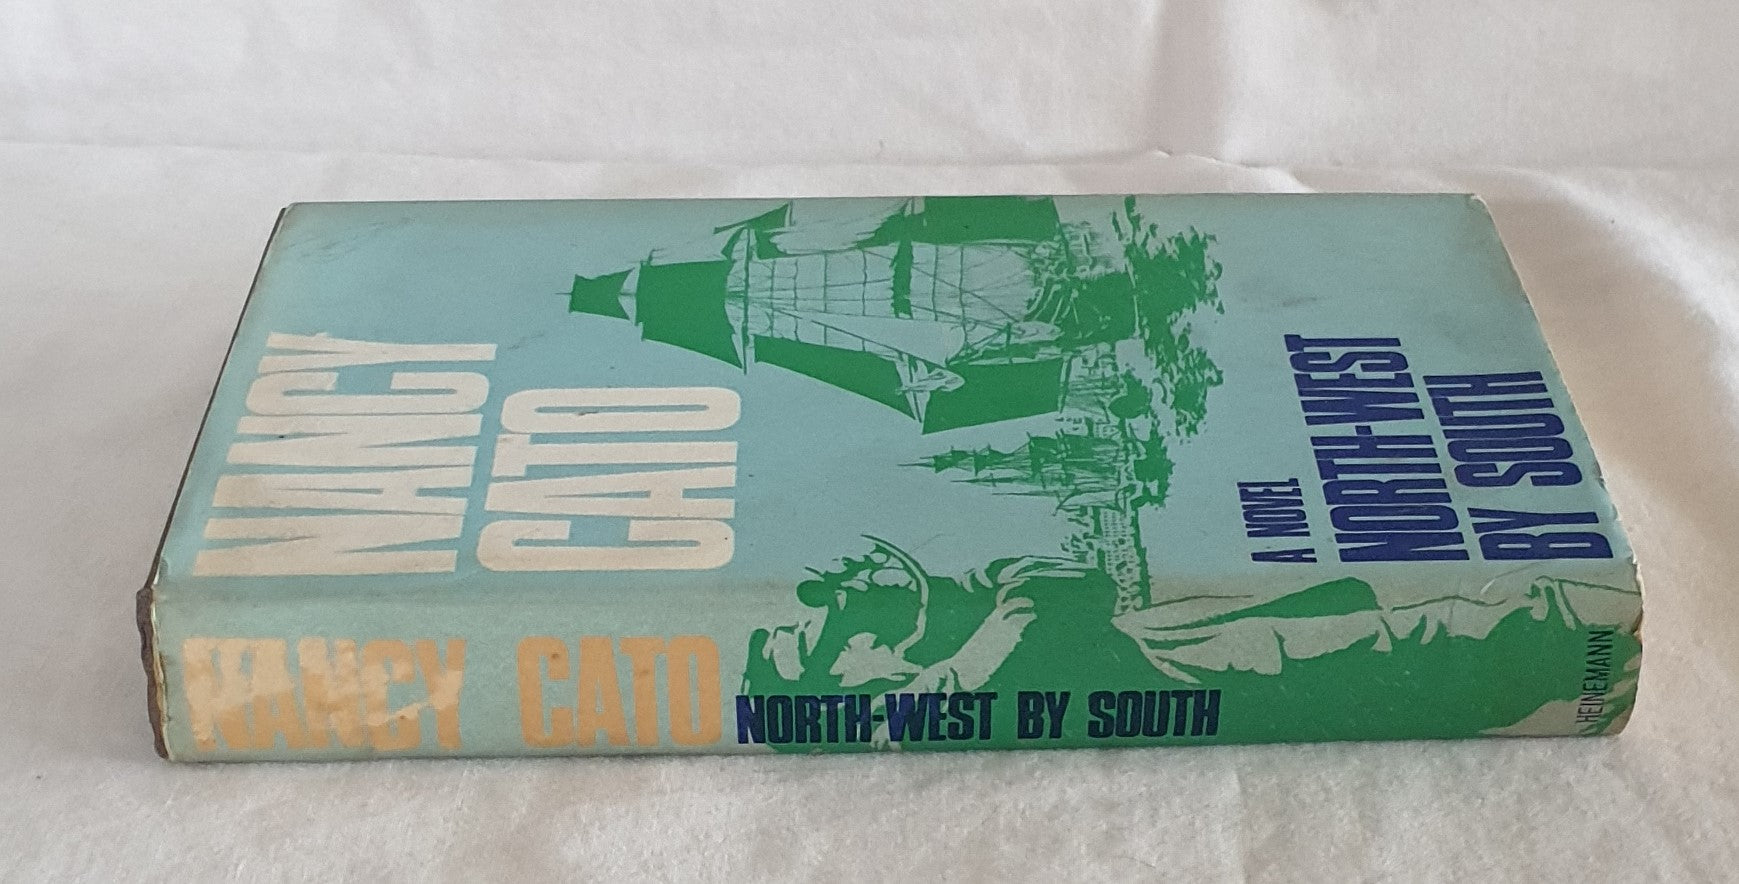 NANCY
CATO
A NOVEL
NORTH-WEST
BY SOUTH
NANCY CATO NORTH-WEST BY SOUTH HEINEMANN